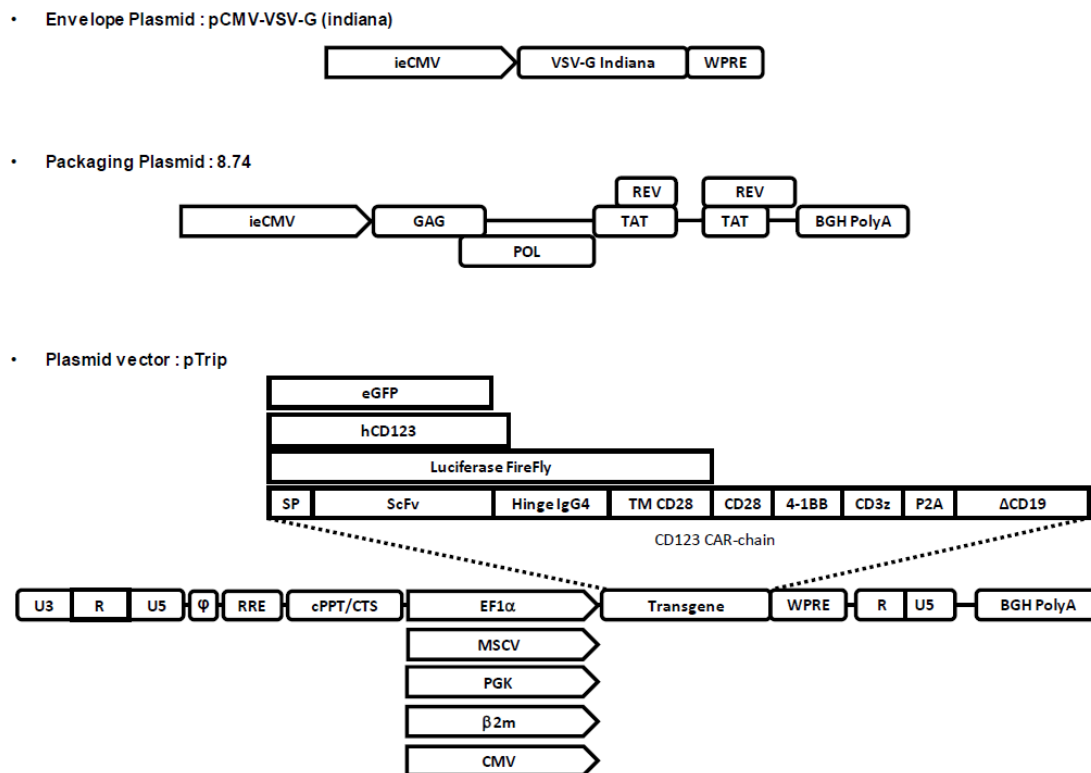 • Envelope Plasmid : pCMV-VSV-G (indiana)
ieCMV VSV-G Indiana WPRE
• Packaging Plasmid : 8.74
REV REV
ieCMV GAG TAT TAT BGH PolyA
POL
• Plasmid vector : pTrip
eGFP
hCD123
Luciferase FireFly
SP ScFv Hinge IgG4 TM CD28 CD28 4-1BB CD3z P2A ΔCD19
CD123 CAR-chain
U3 R U5 φ RRE cPPT/CTS EF1α Transgene WPRE R U5 BGH PolyA
MSCV
PGK
β2m
CMV